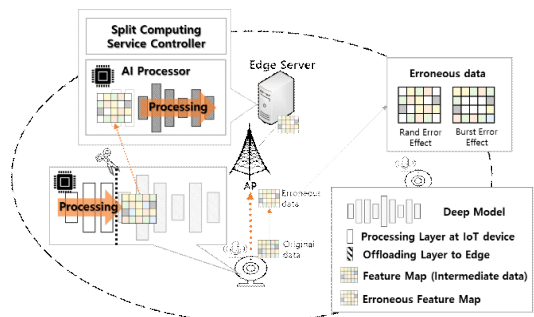 Split Computing
Service Controller
AI Processor
Processing
Edge Server
Erroneous data
Rand Error
Effect
Burst Error
Effect
Processing
AP
Erroneous
data
Original
data
Deep Model
Processing Layer at IoT device
Offloading Layer to Edge
Feature Map (Intermediate data)
Erroneous Feature Map